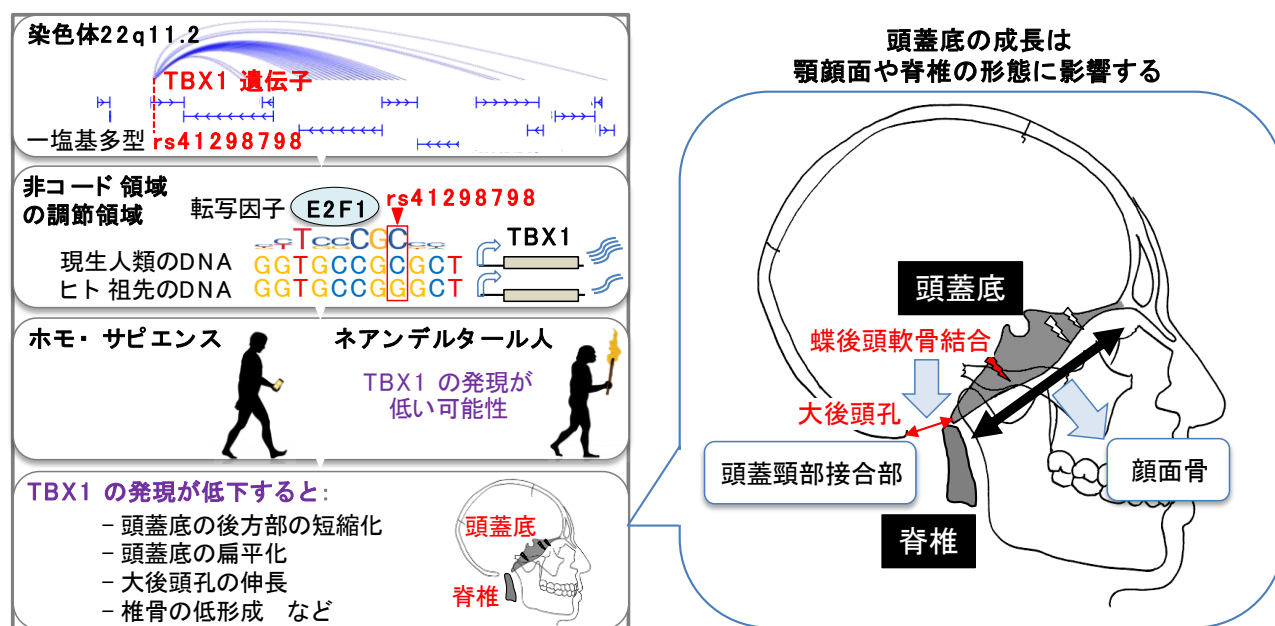 染色体22q11.2
TBX1 遺伝子
一塩基多型 rs41298798
非コード領域
の調節領域
転写因子 E2F1 rs41298798
TBX1
現生人類のDNA GGTGCCGCGCT
ヒト祖先のDNA GGTGCCGGGCT
ホモ・サピエンス
ネアンデルタール人
TBX1 の発現が
低い可能性
TBX1 の発現が低下すると:
– 頭蓋底の後方部の短縮化
– 頭蓋底の扁平化
– 大後頭孔の伸長
– 椎骨の低形成 など
頭蓋底
脊椎
頭蓋底の成長は
顎顔面や脊椎の形態に影響する
頭蓋底
蝶後頭軟骨結合
大後頭孔
頭蓋頸部接合部
顔面骨
脊椎